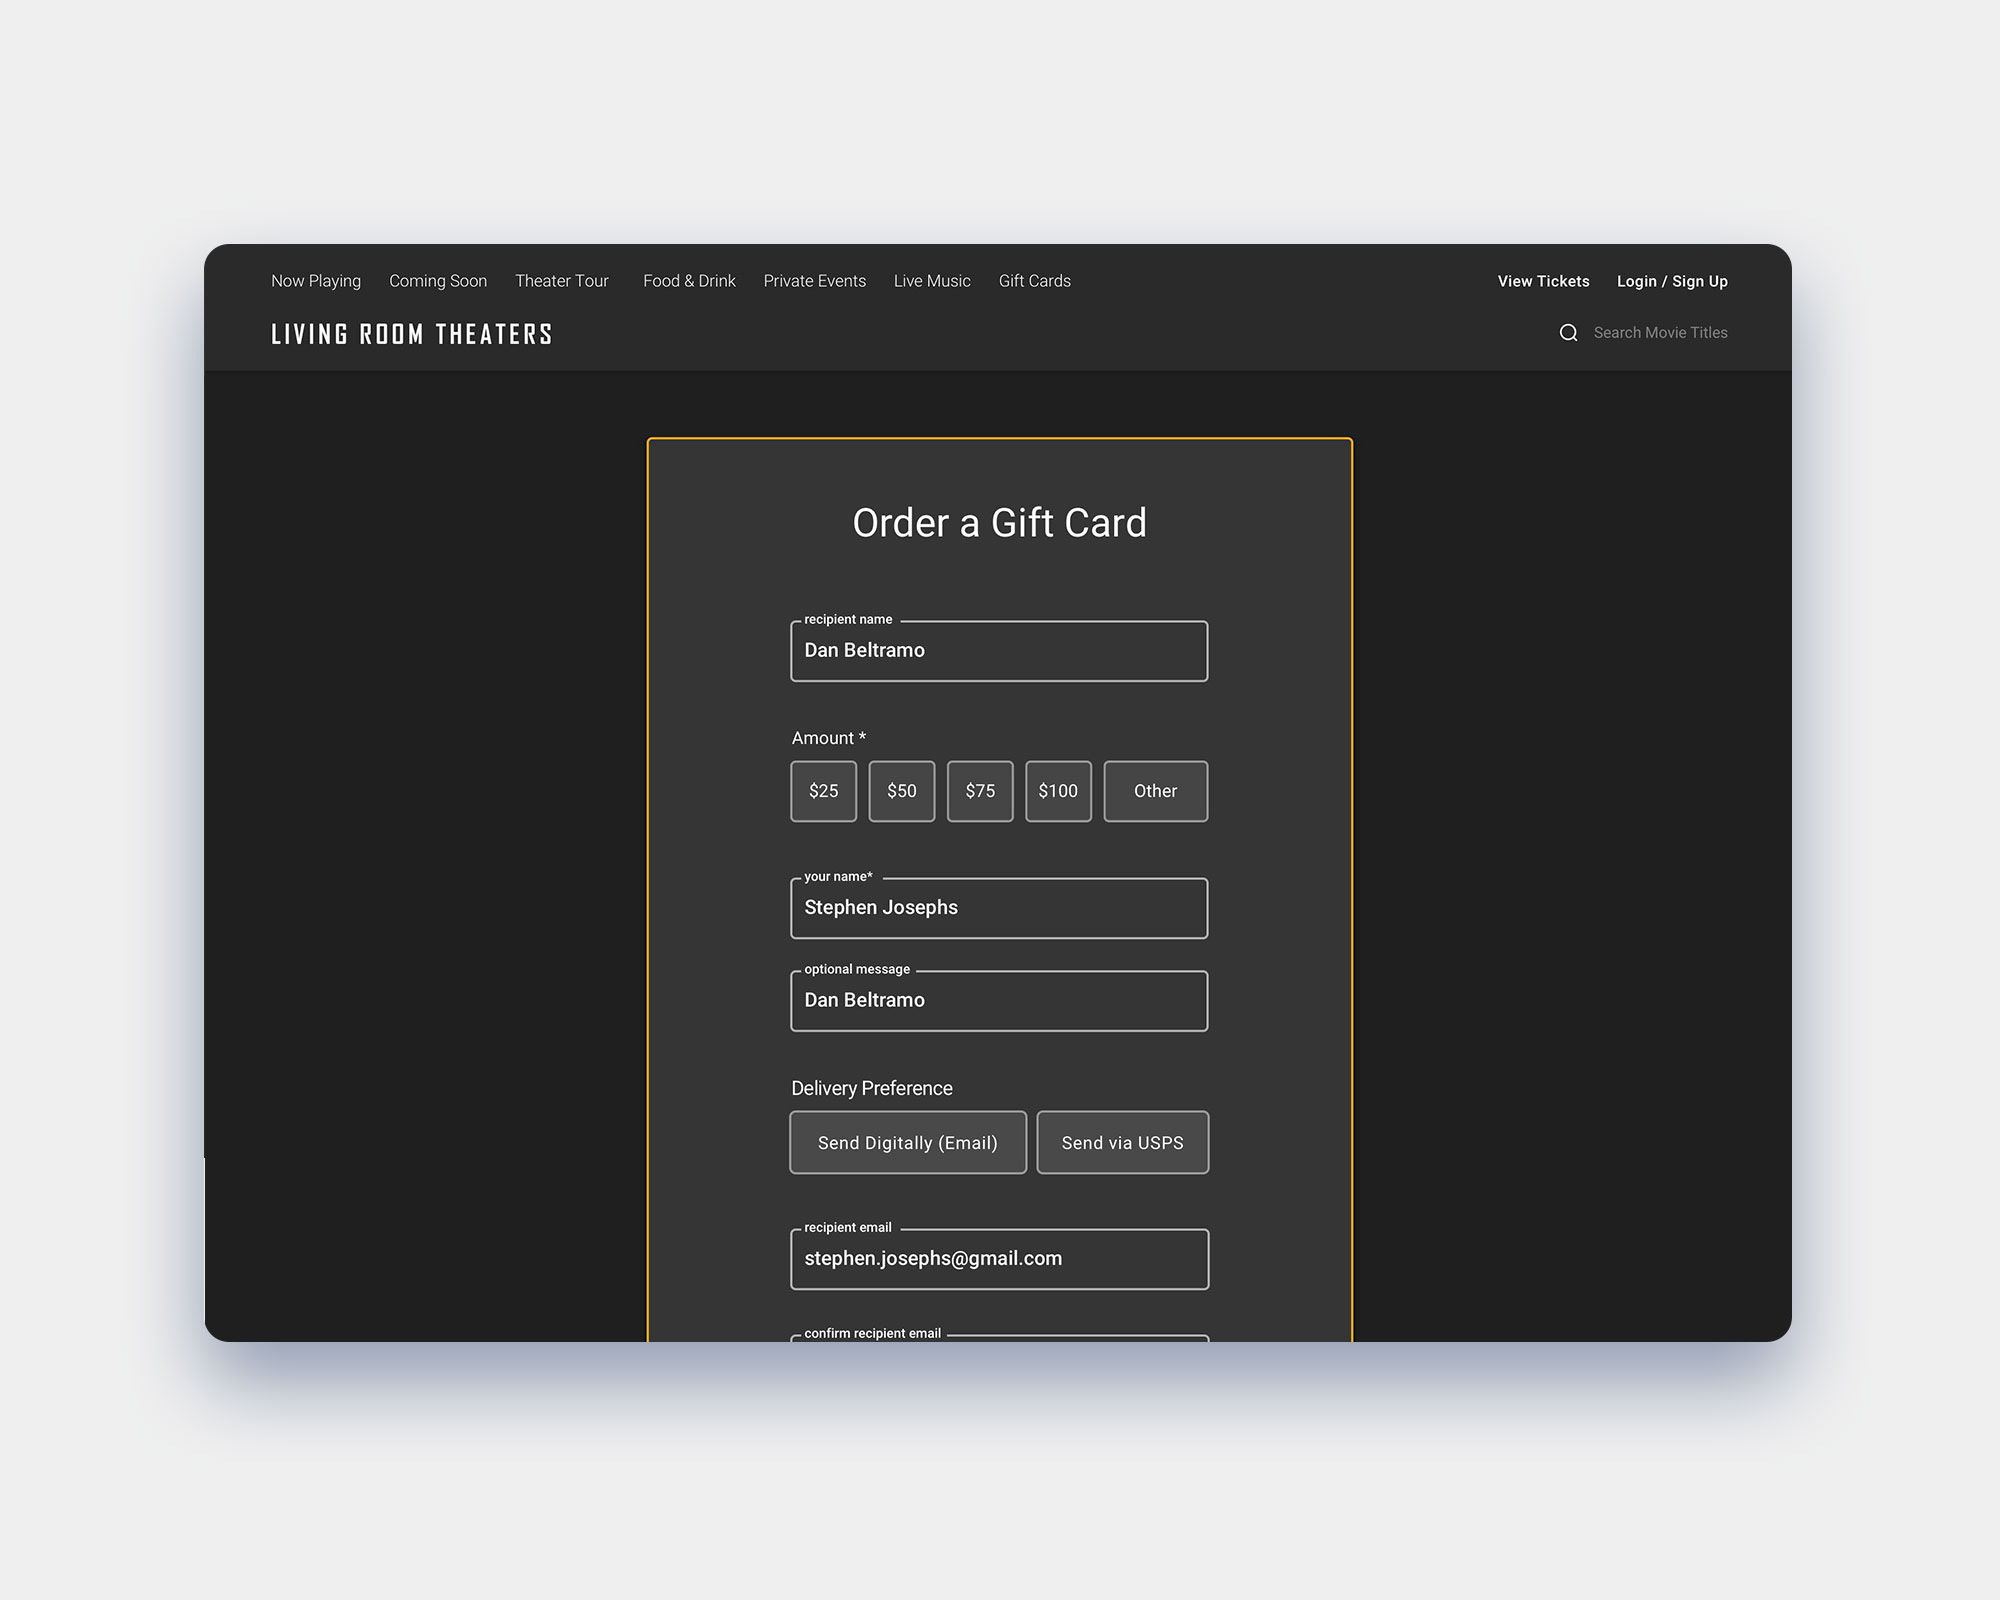 Now Playing Coming Soon Theater Tour Food & Drink Private Events Live Music Gift Cards View Tickets Login / Sign Up
LIVING ROOM THEATERS Search Movie Titles
Order a Gift Card
recipient name
Dan Beltramo
Amount *
$25 $50 $75 $100 Other
your name*
Stephen Josephs
optional message
Dan Beltramo
Delivery Preference
Send Digitally (Email) Send via USPS
recipient email
stephen.josephs@gmail.com
confirm recipient email